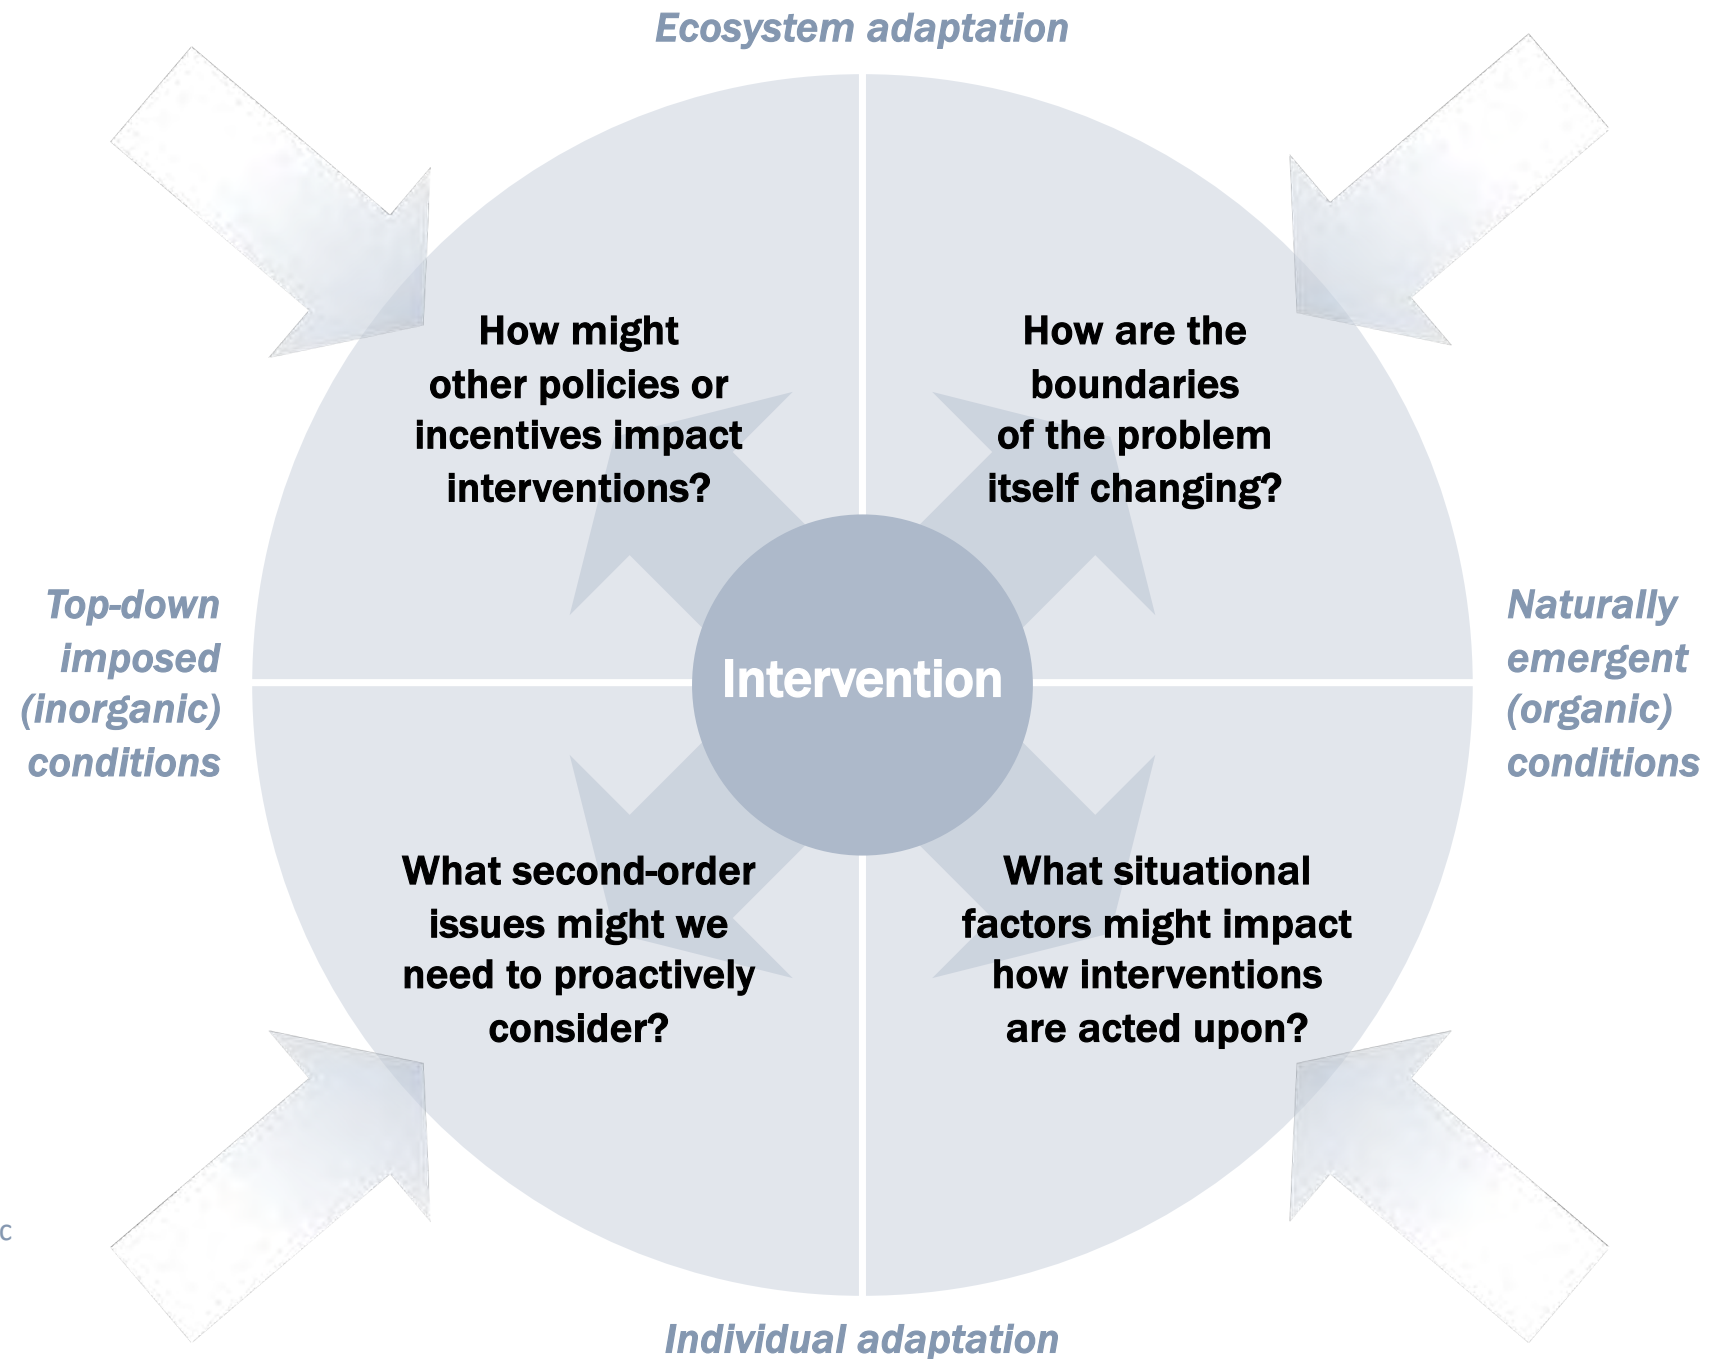 Ecosystem adaptation
How might
other policies or
incentives impact
interventions?
How are the
boundaries
of the problem
itself changing?
Top-down
imposed
(inorganic)
conditions
Intervention
Naturally
emergent
(organic)
conditions
What second-order
issues might we
need to proactively
consider?
What situational
factors might impact
how interventions
are acted upon?
c
Individual adaptation